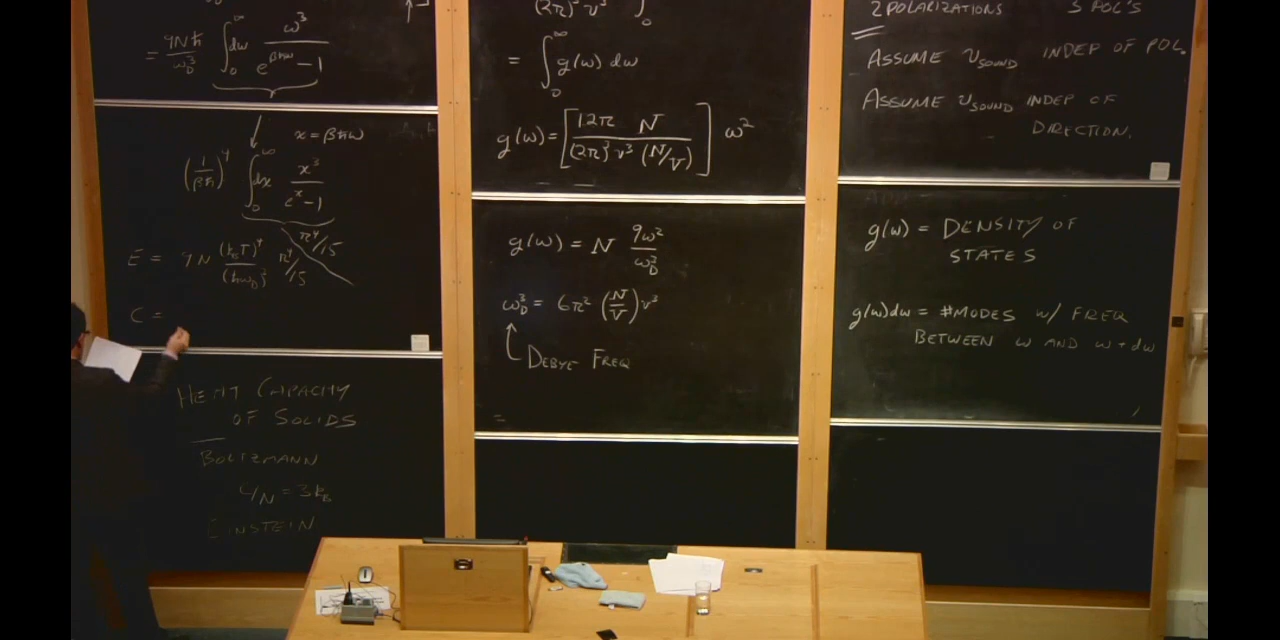 = 9Nħ/ω_D³ ∫₀^∞ dω ω³/(e^{βħω} - 1)
x = βħω
(1/βħ)⁴ ∫₀^∞ dx x³/(e^x - 1)
π⁴/15
E = 9N (k_bT)⁴/(ħω_D)³ π⁴/15
C =
HEAT CAPACITY
OF SOLIDS
BOLTZMANN
C/N = 3k_B
EINSTEIN
(2π)³ v³ ∫₀
= ∫₀^∞ g(ω) dω
g(ω) = [12π N / (2π)³ v³ (N/V)] ω²
g(ω) = N 9ω²/ω_D³
ω_D³ = 6π² (N/V) v³
DEBYE FREQ
=
2 POLARIZATIONS 3 POL'S
ASSUME v_SOUND INDEP OF POL.
ASSUME v_SOUND INDEP OF
DIRECTION.
g(ω) = DENSITY OF
STATES
g(ω)dω = #MODES W/ FREQ
BETWEEN ω AND ω + dω